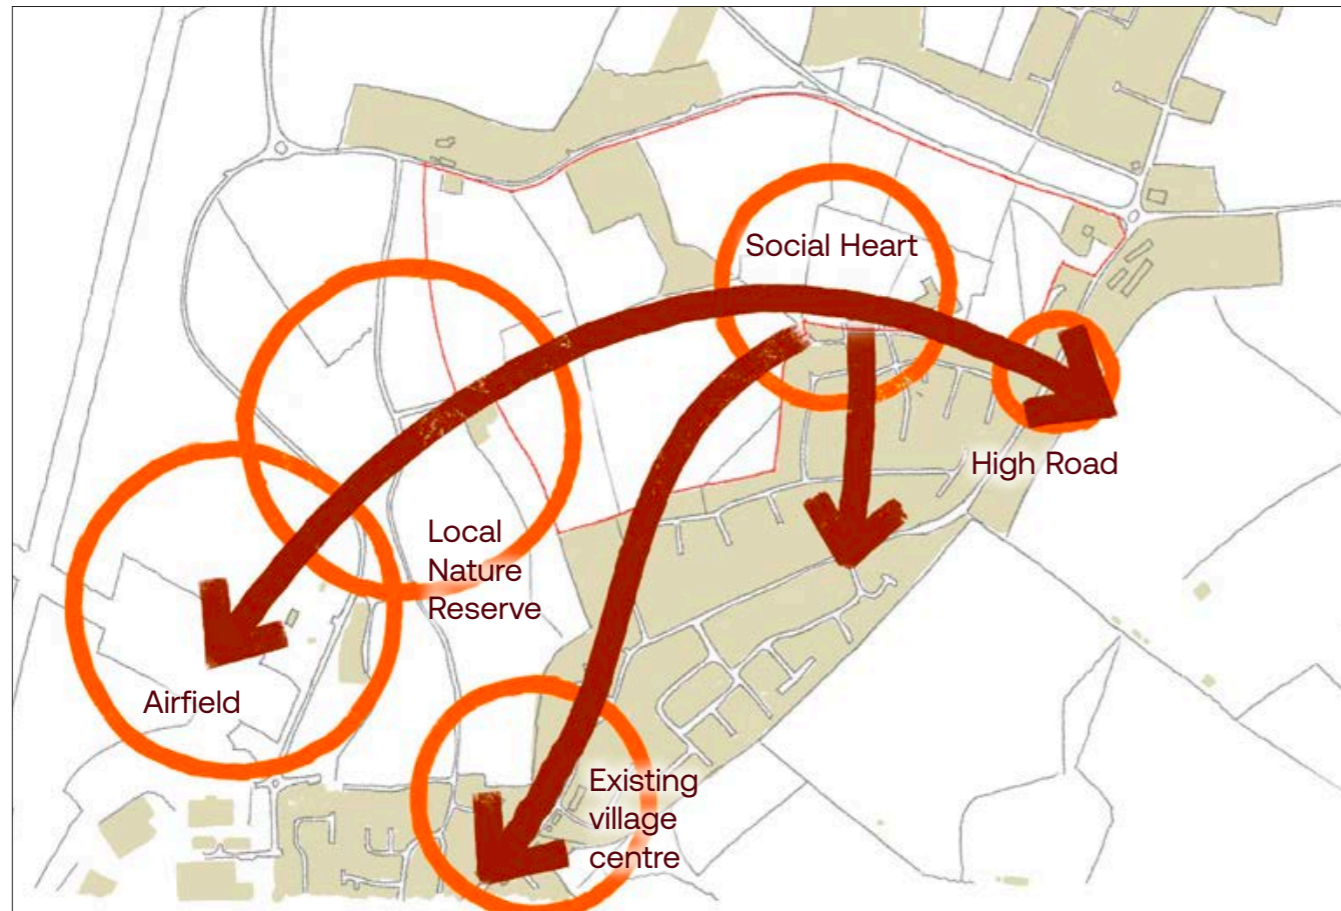 Social Heart
High Road
Local
Nature
Reserve
Airfield
Existing
village
centre